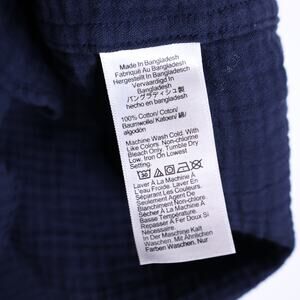 Made In Bangladesh
Fabriqué Au Bangladesh
Hergestellt In Bangladesh
Vervaardigd In
Bangladesh
バングラディシュ製
hecho en bangladesh
100% Cotton/ Coton/
Baumwolle/ Katoen/ 綿/
algodón
Machine Wash Cold, With
Like Colors. Non-chlorine
Bleach Only, Tumble Dry
Low, Iron On Lowest
Setting.
Laver À La Machine À
L'eau Froide, Laver
Séparant Les Couleurs.
Seulement Agent De
Blanchiment Non-
Sécher À La Machine À
Basse Température.
Repasser À Fer Doux Si
Nécessaire.
In Der Maschine Kalt
Waschen, Mit Ähnlichen
Farben Waschen, Nur